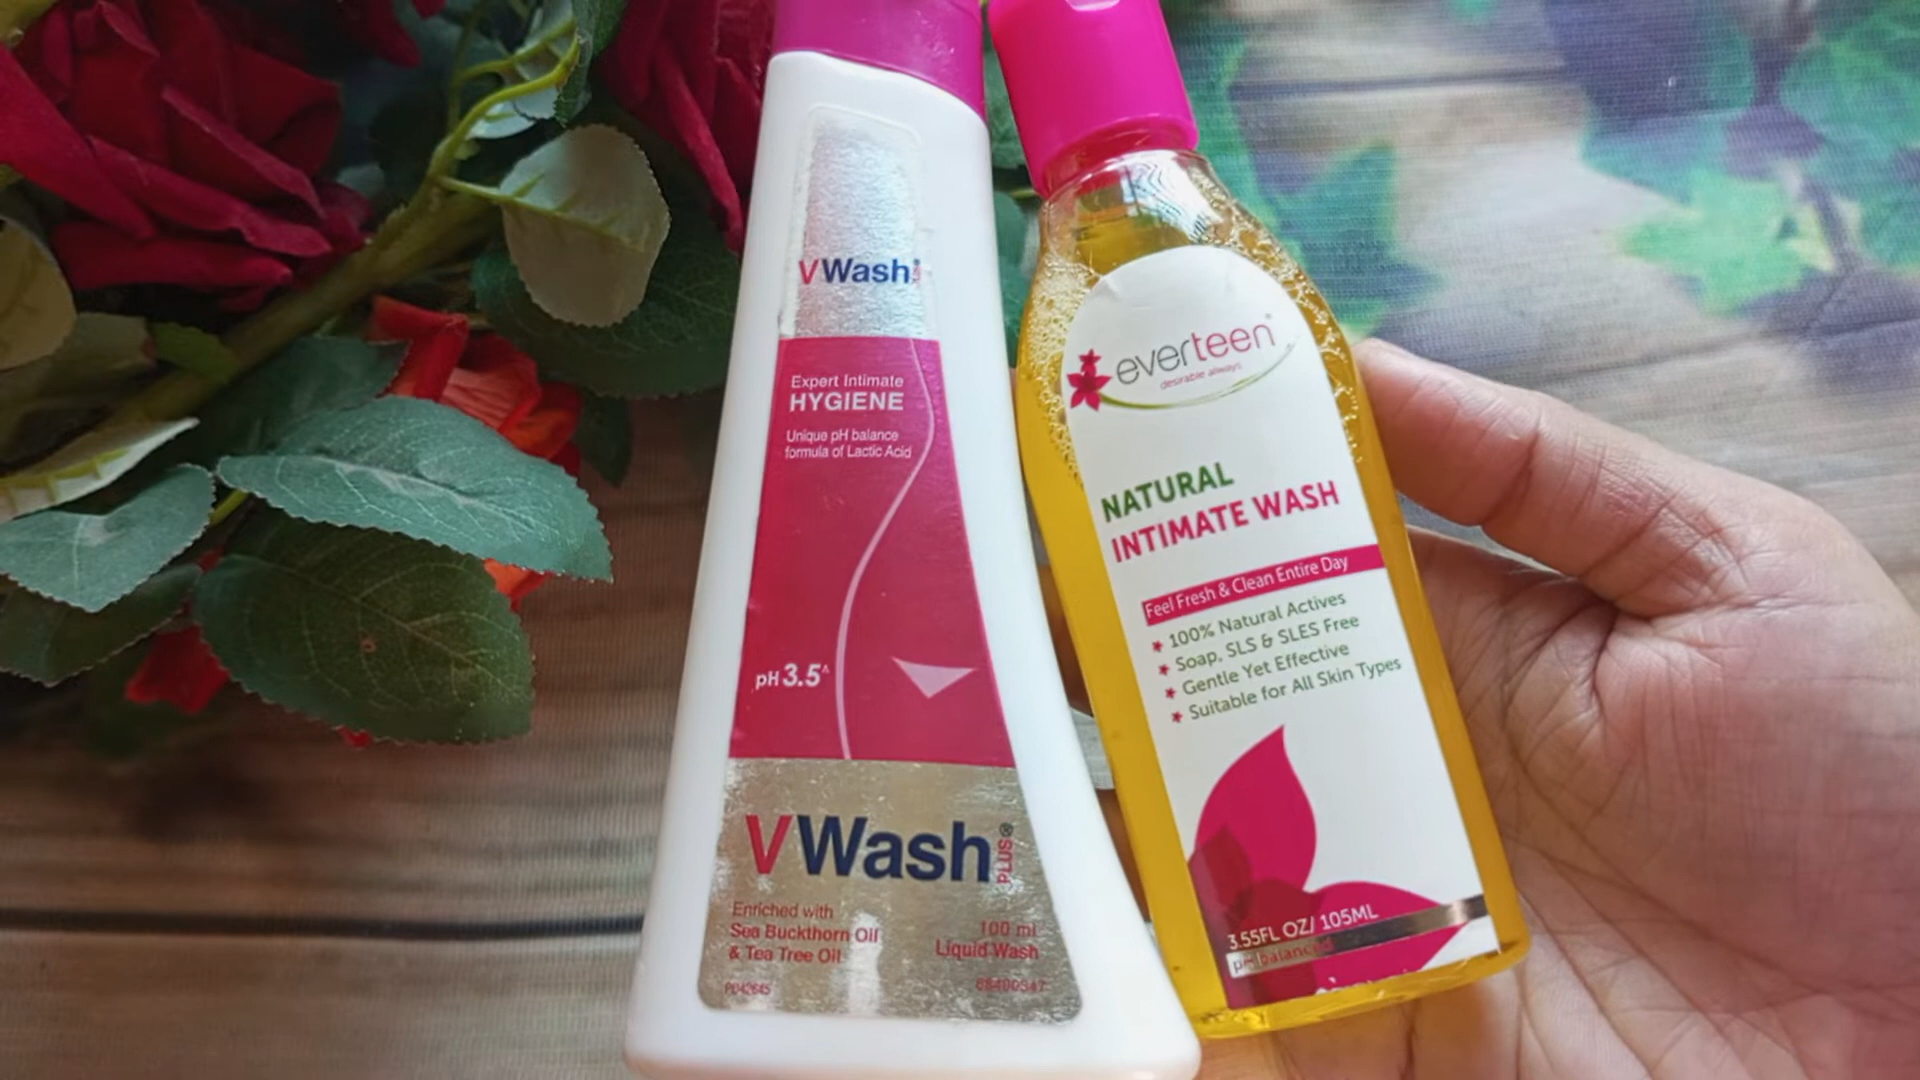 VWash PLUS®
Expert Intimate
HYGIENE
Unique pH balance
formula of Lactic Acid
pH 3.5^
VWash PLUS®
Enriched with
Sea Buckthorn Oil
& Tea Tree Oil
100 ml
Liquid Wash
everteen®
desirable always
NATURAL
INTIMATE WASH
Feel Fresh & Clean Entire Day
100% Natural Actives
Soap, SLS & SLES Free
Gentle Yet Effective
Suitable for All Skin Types
3.55FL OZ/ 105ML
pH balanced